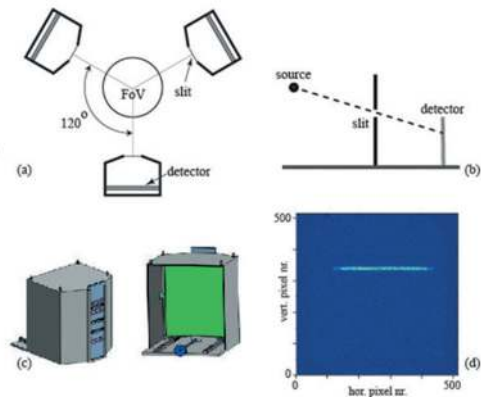 FoV
slit
120°
detector
(a)
source
slit
detector
(b)
(c)
500
vert. pixel nr.
0
0
500
hor. pixel nr.
(d)